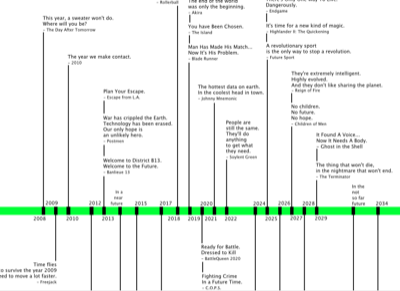 - Rollerball
was only the beginning.
- Akira
Dangerously.
- Endgame
This year, a sweater won't do.
Where will you be?
- The Day After Tomorrow
You have Been Chosen.
- The Island
It's time for a new kind of magic.
- Highlander II: The Quickening
Man Has Made His Match...
Now It's His Problem.
- Blade Runner
A revolutionary sport
is the only way to stop a revolution.
- Future Sport
The year we make contact.
- 2010
They're extremely intelligent.
Highly evolved.
And they don't like sharing the planet.
- Reign of Fire
The hottest data on earth.
In the coolest head in town.
- Johnny Mnemonic
Plan Your Escape.
- Escape from L.A.
No children.
No future.
No hope.
- Children of Men
War has crippled the Earth.
Technology has been erased.
Our only hope is
an unlikely hero.
- Postman
People are
still the same.
They'll do
anything
to get what
they need.
- Soylent Green
It Found A Voice...
Now It Needs A Body.
- Ghost in the Shell
Welcome to District B13.
Welcome to the Future.
- Banlieue 13
The thing that won't die,
in the nightmare that won't end.
- The Terminator
In a
near
future
In the
not
so far
future
2009 2012 2015 2018 2020 2024 2026 2028 2034
2008 2010 2013 2017 2019 2021 2022 2025 2027 2029
Time flies
o survive the year 2009
ed to move a lot faster.
- Freejack
Ready for Battle.
Dressed to Kill
- BattleQueen 2020
Fighting Crime
In a Future Time.
- C.O.P.S.